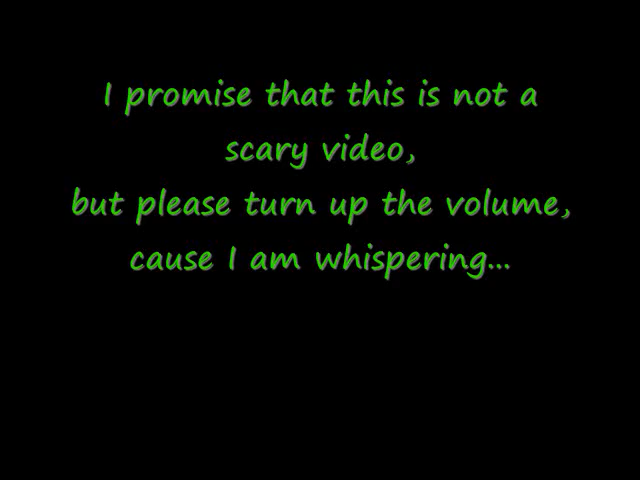 I promise that this is not a
scary video,
but please turn up the volume,
cause I am whispering...